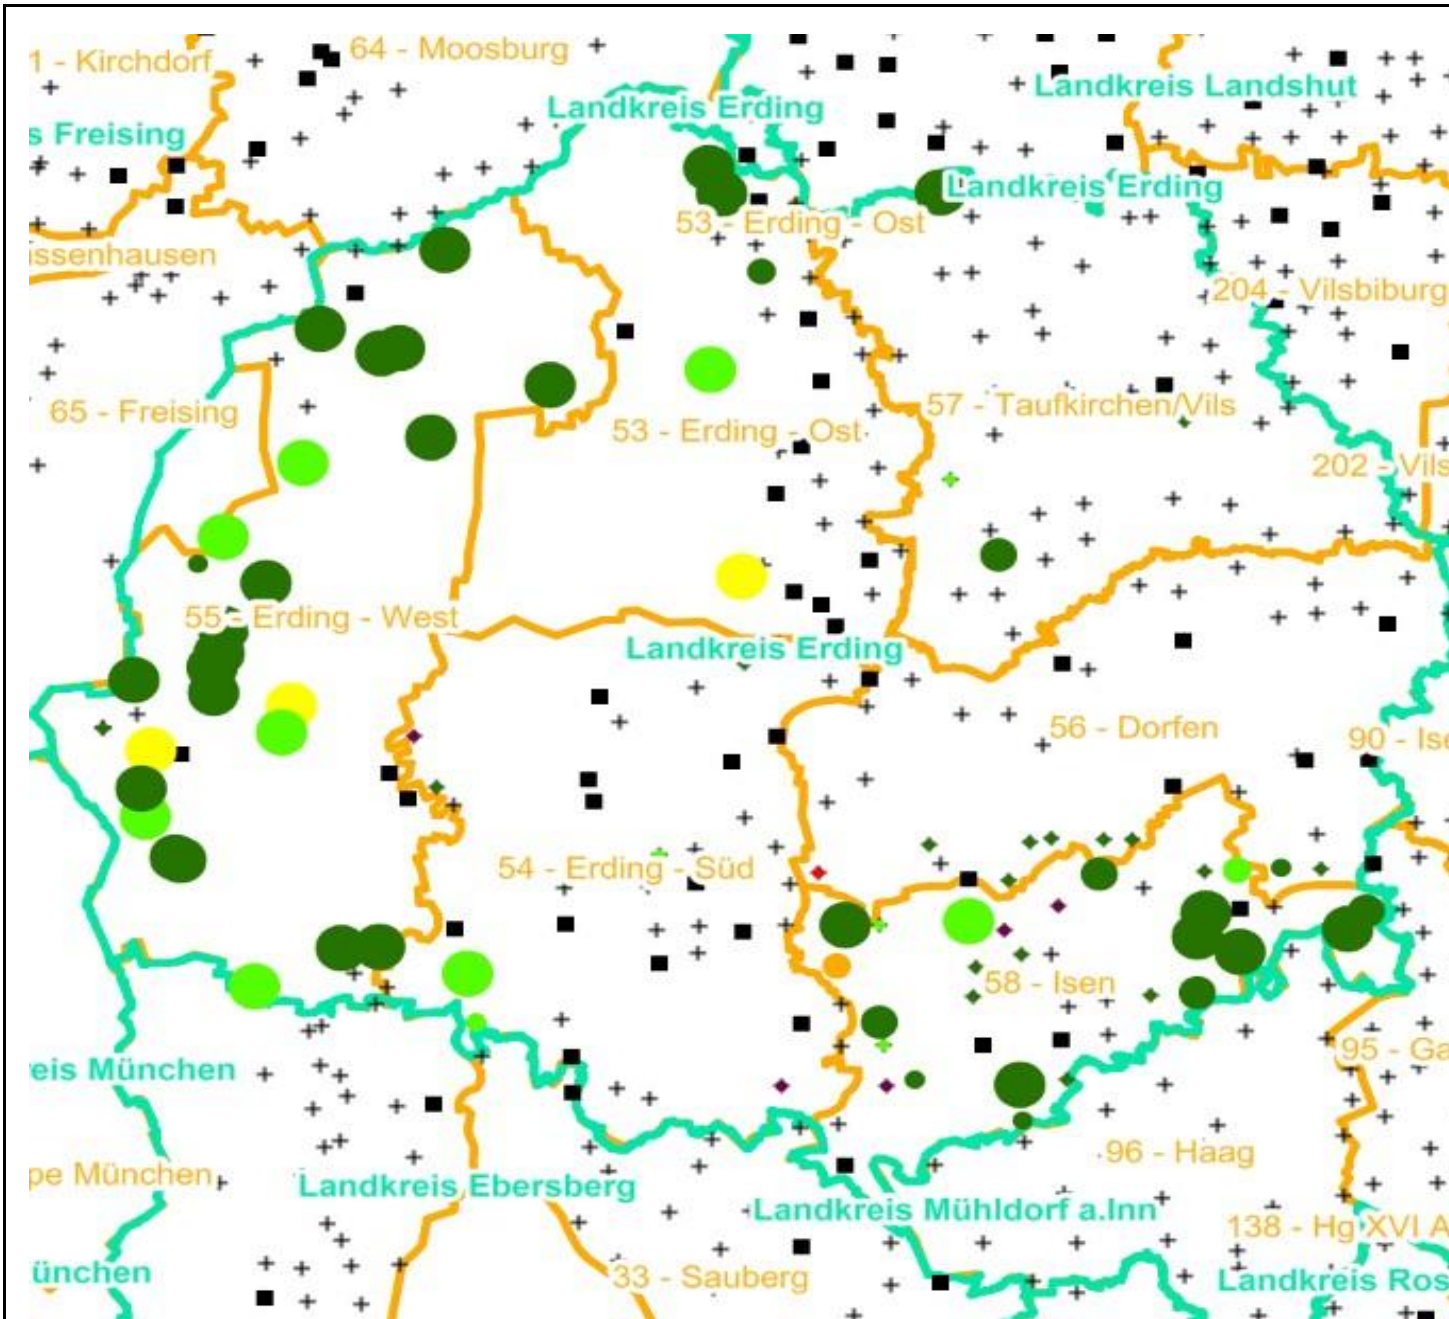 64 - Moosburg
1 - Kirchdorf
Landkreis Landshut
Landkreis Erding
s Freising
Landkreis Erding
53 - Erding - Ost
issenhausen
204 - Vilsbiburg
57 - Taufkirchen/Vils
65 - Freising
53 - Erding - Ost
202 - Vils
55 - Erding - West
Landkreis Erding
56 - Dorfen
90 - Ise
54 - Erding - Süd
58 - Isen
95 - Ga
eis München
96 - Haag
pe München
Landkreis Ebersberg
Landkreis Mühldorf a.Inn
138 - Hg XVI A
ünchen
33 - Sauberg
Landkreis Ros